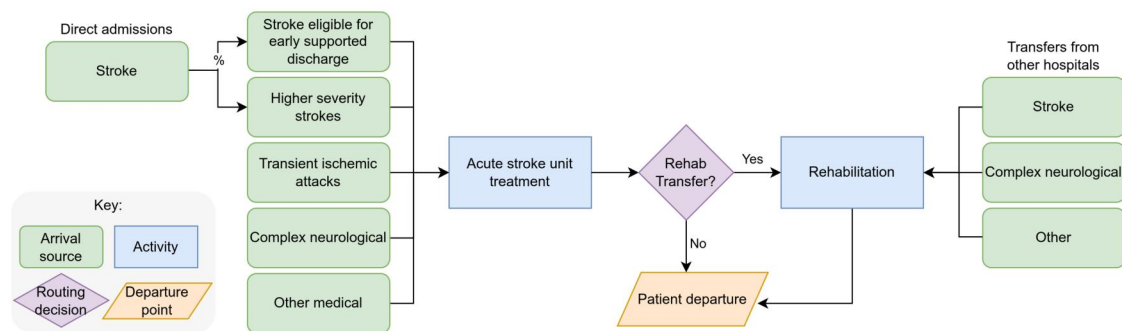 Direct admissions
Stroke
%
Stroke eligible for
early supported
discharge
Higher severity
strokes
Transient ischemic
attacks
Complex neurological
Other medical
Acute stroke unit
treatment
Rehab
Transfer?
Yes
No
Rehabilitation
Patient departure
Transfers from
other hospitals
Stroke
Complex neurological
Other
Key:
Arrival
source
Activity
Routing
decision
Departure
point